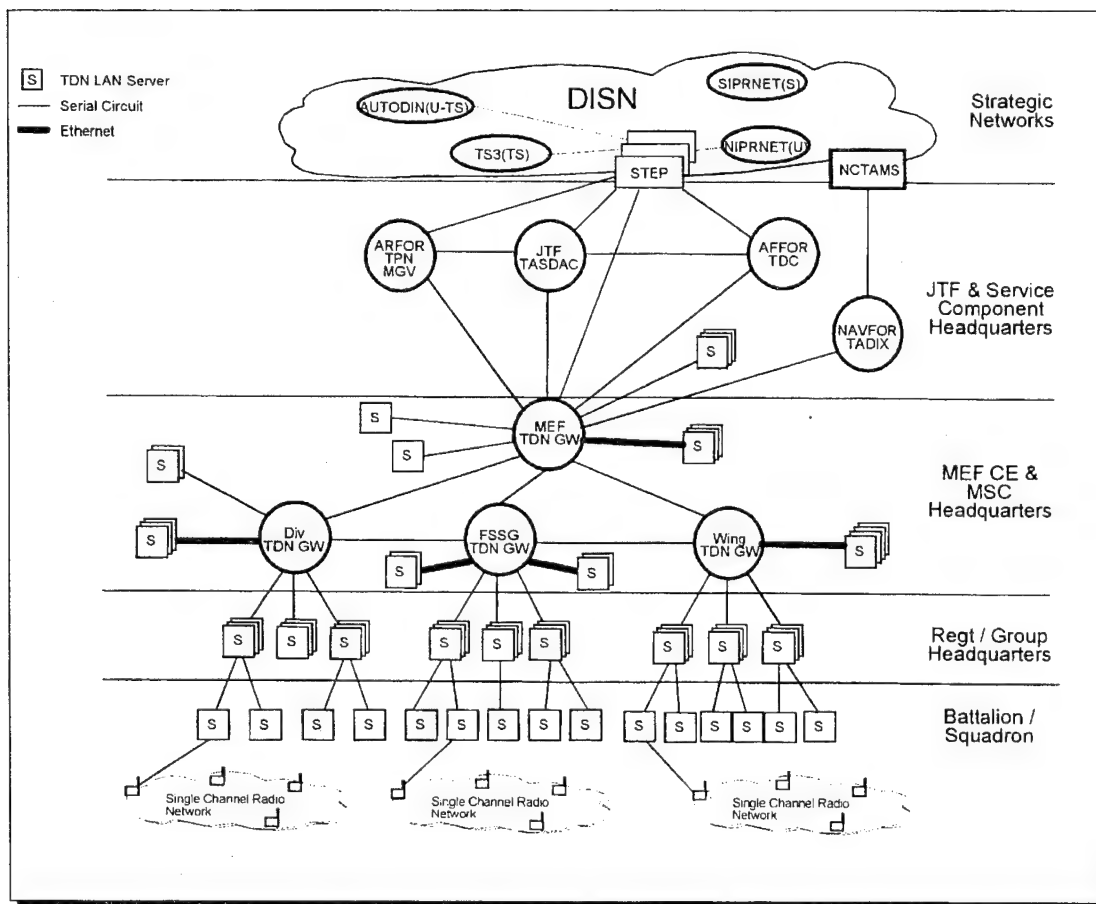 S TDN LAN Server
Serial Circuit
Ethernet
DISN
SIPRNET(S)
AUTODIN(U-TS)
TS3(TS)
NIPRNET(U)
STEP
NCTAMS
Strategic
Networks
ARFOR
TPN
MGV
JTF
TASDAC
AFFOR
TDC
NAVFOR
TADIX
S
JTF & Service
Component
Headquarters
S
S
MEF
TDN GW
S
S
S
Div
TDN GW
FSSG
TDN GW
S
S
Wing
TDN GW
S
MEF CE &
MSC
Headquarters
S S S S S S S S S
Regt / Group
Headquarters
S S S S S S S S S S S S S S S
Battalion /
Squadron
Single Channel Radio
Network
Single Channel Radio
Network
Single Channel Radio
Network